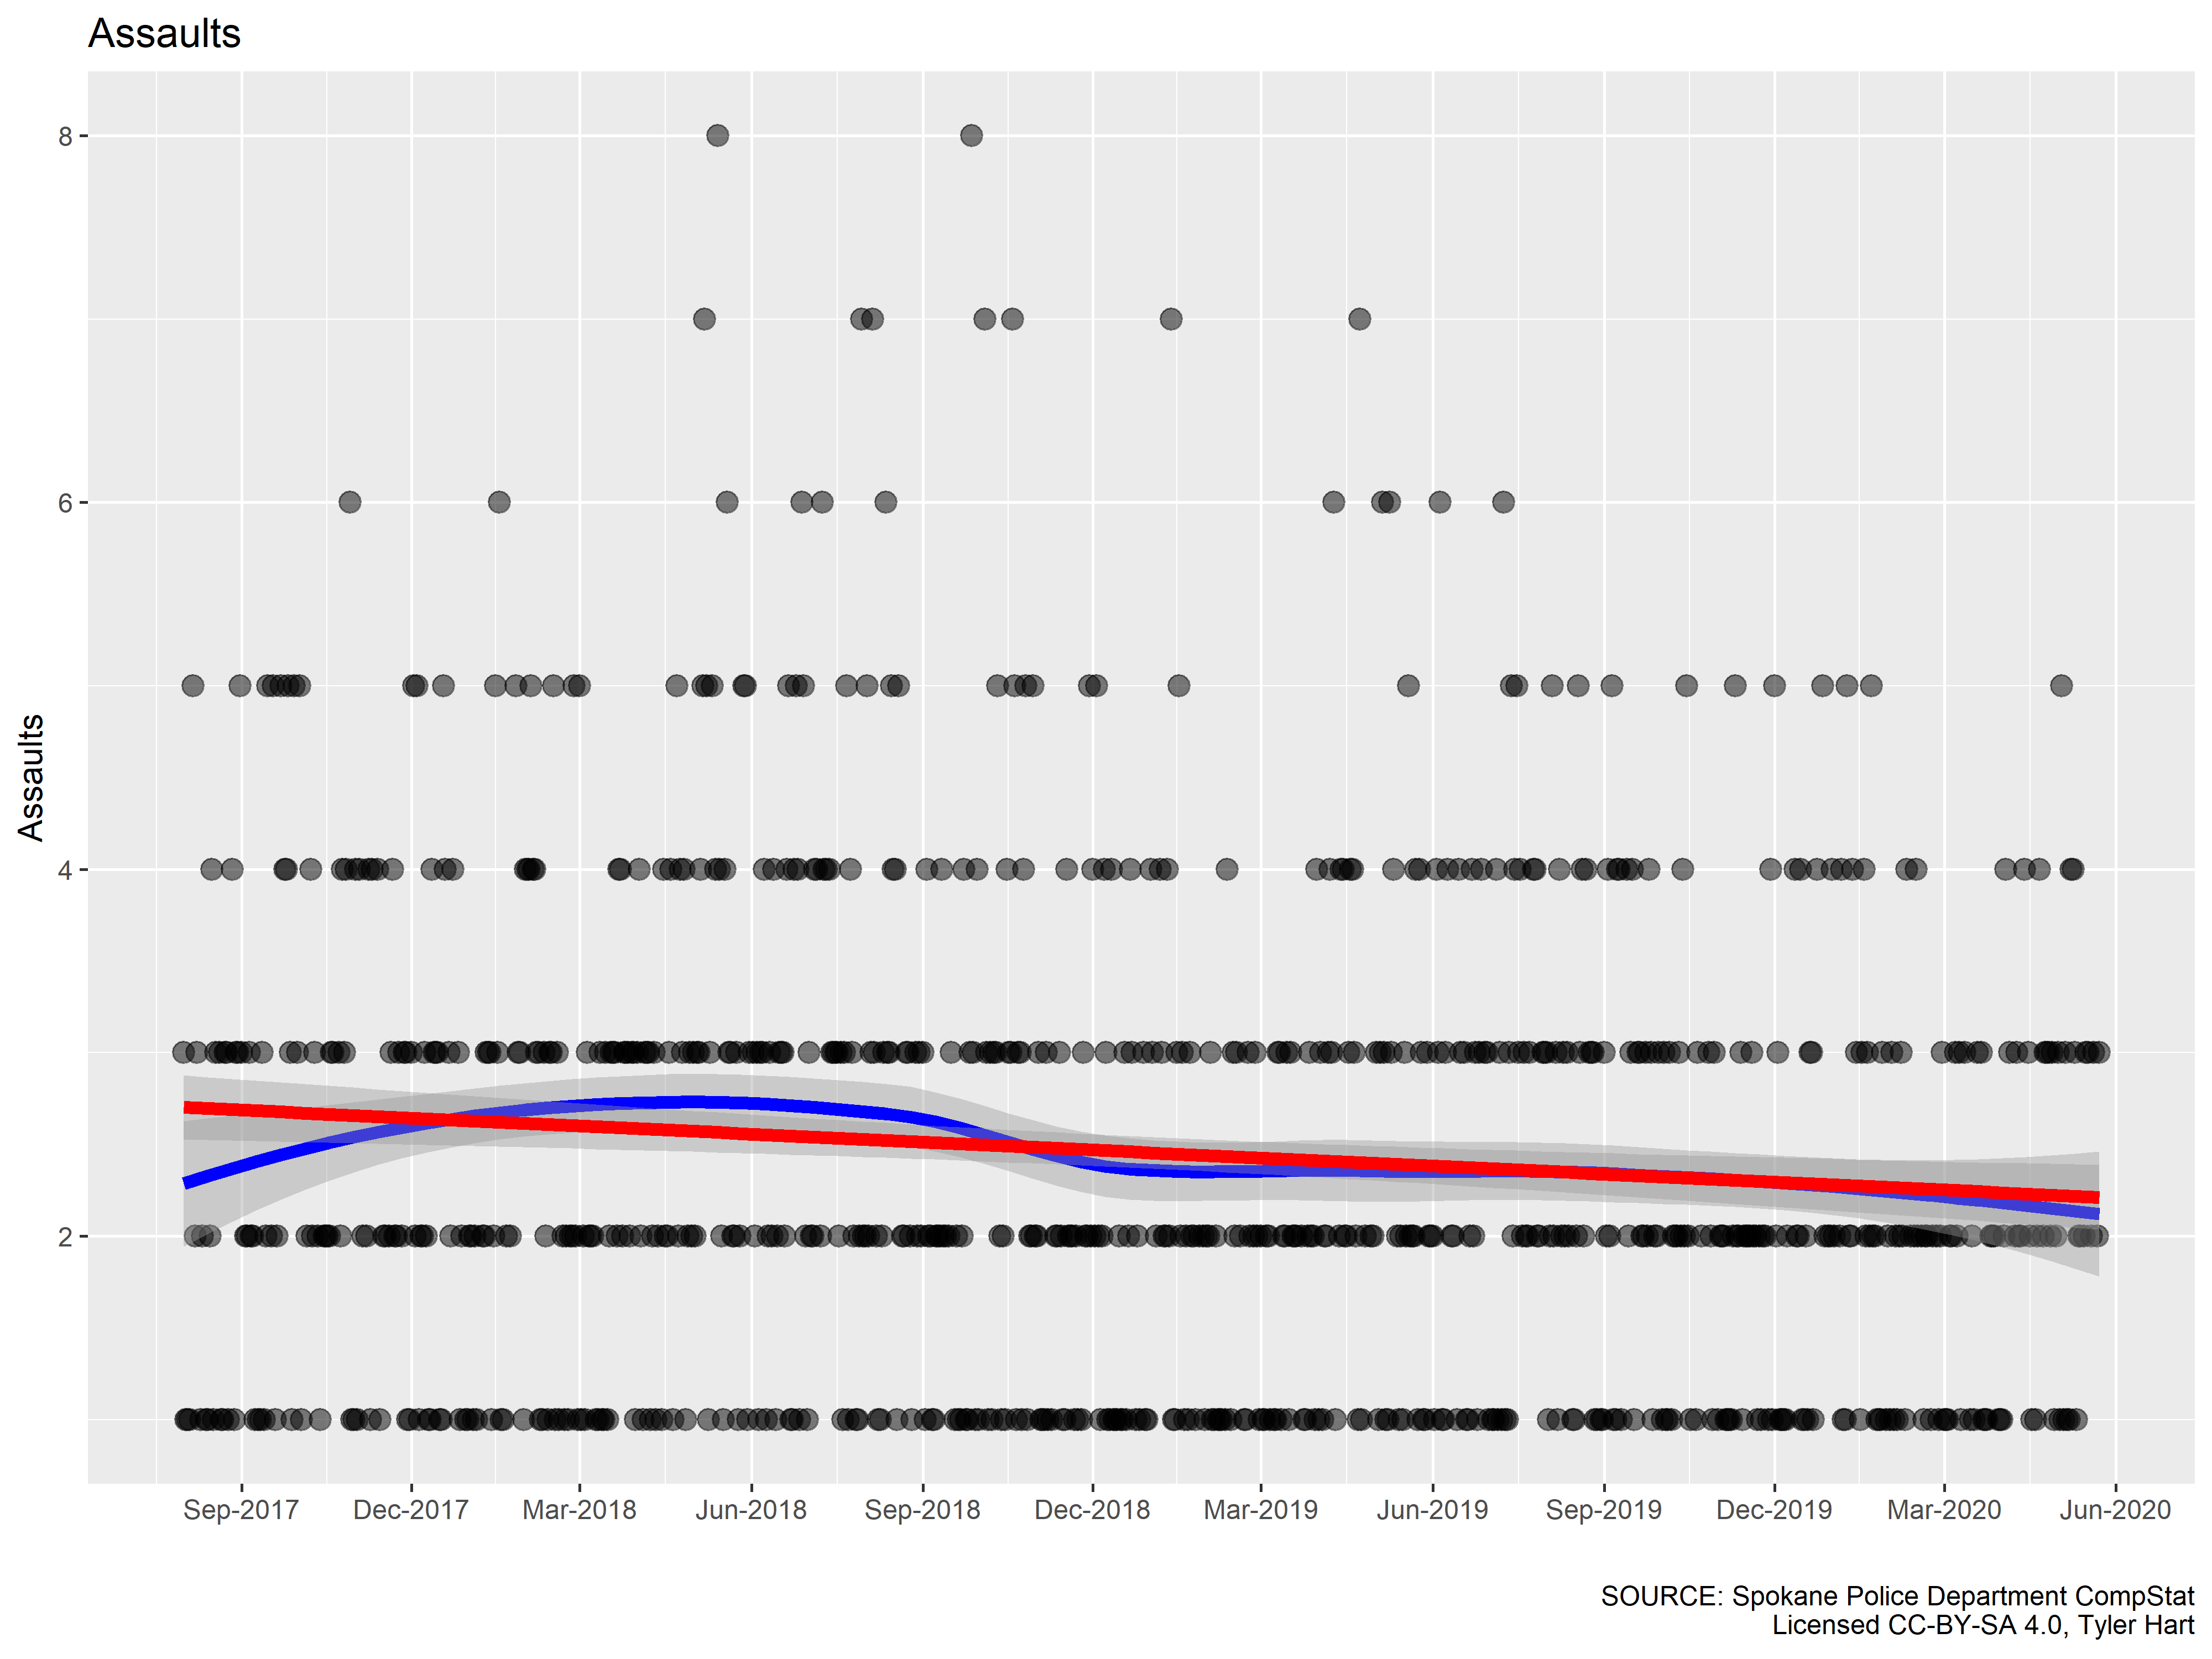 Assaults
8
6
4
2
Assaults
Sep-2017 Dec-2017 Mar-2018 Jun-2018 Sep-2018 Dec-2018 Mar-2019 Jun-2019 Sep-2019 Dec-2019 Mar-2020 Jun-2020
SOURCE: Spokane Police Department CompStat
Licensed CC-BY-SA 4.0, Tyler Hart